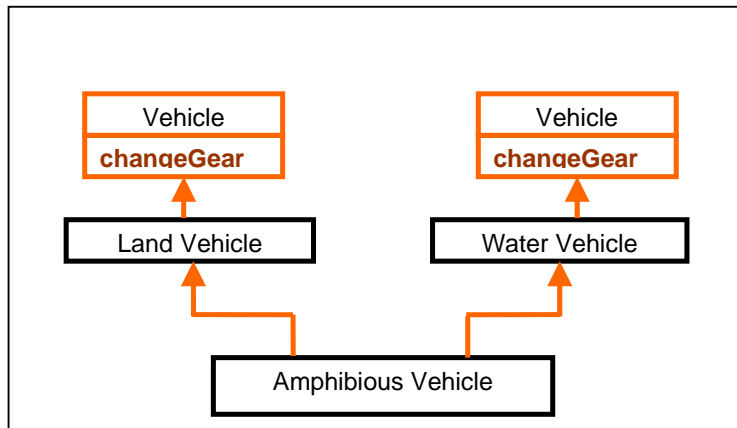 Vehicle
changeGear
Vehicle
changeGear
Land Vehicle
Water Vehicle
Amphibious Vehicle